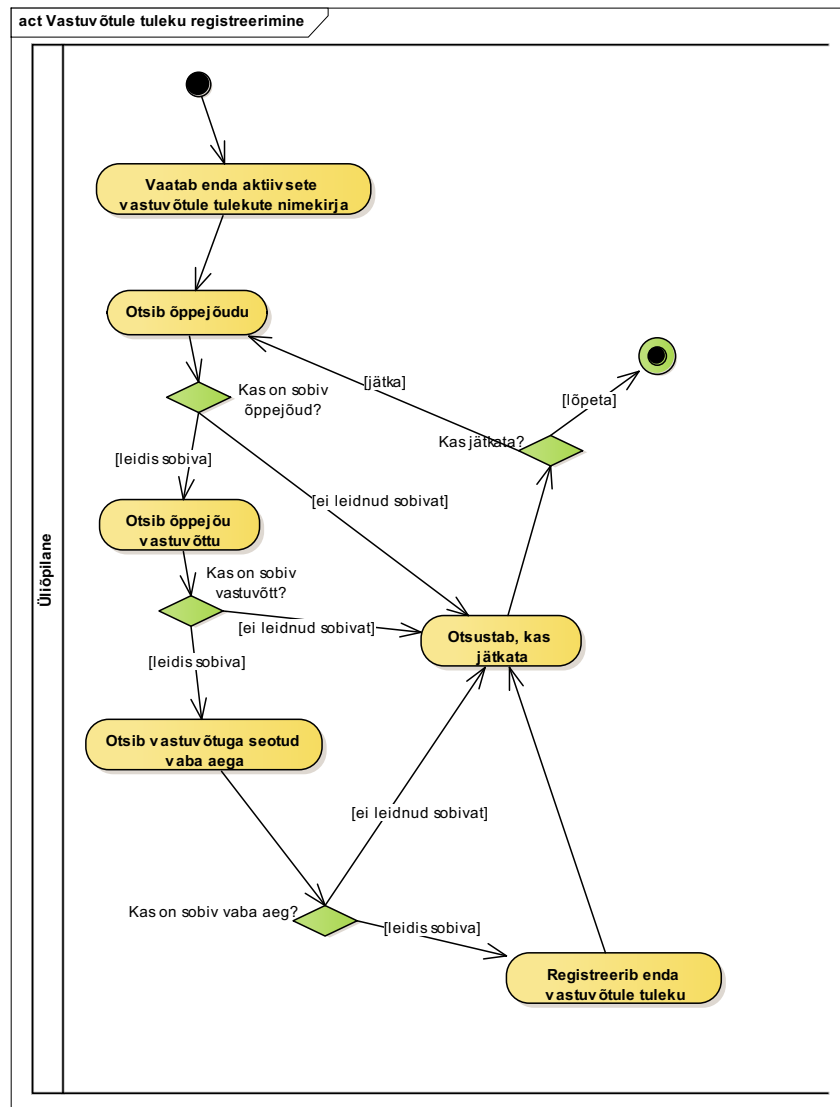 act Vastuvõtule tuleku registreerimine
Üliõpilane
Vaatab enda aktiivsete
vastuvõtule tulekute nimekirja
Otsib õppejõudu
Kas on sobiv
õppejõud?
[jätka]
[lõpeta]
Kas jätkata?
[leidis sobiva]
[ei leidnud sobivat]
Otsib õppejõu
vastuvõttu
Kas on sobiv
vastuvõtt?
[ei leidnud sobivat]
Otsustab, kas
jätkata
[leidis sobiva]
Otsib vastuvõtuga seotud
vaba aega
[ei leidnud sobivat]
Kas on sobiv vaba aeg?
[leidis sobiva]
Registreerib enda
vastuvõtule tuleku